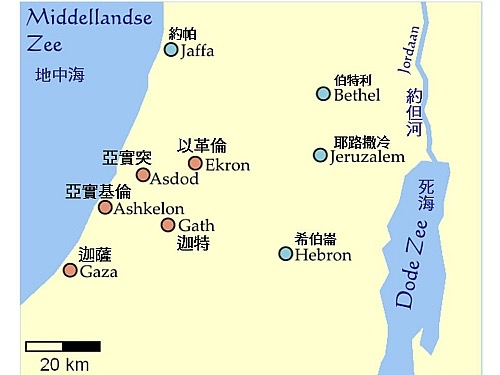 Middellandse
Zee
地中海
約帕
Jaffa
伯特利
Bethel
Jordaan
約但河
以革倫
Ekron
耶路撒冷
Jeruzalem
亞實突
Asdod
亞實基倫
Ashkelon
Gath
迦特
希伯崙
Hebron
迦薩
Gaza
死海
Dode Zee
20 km